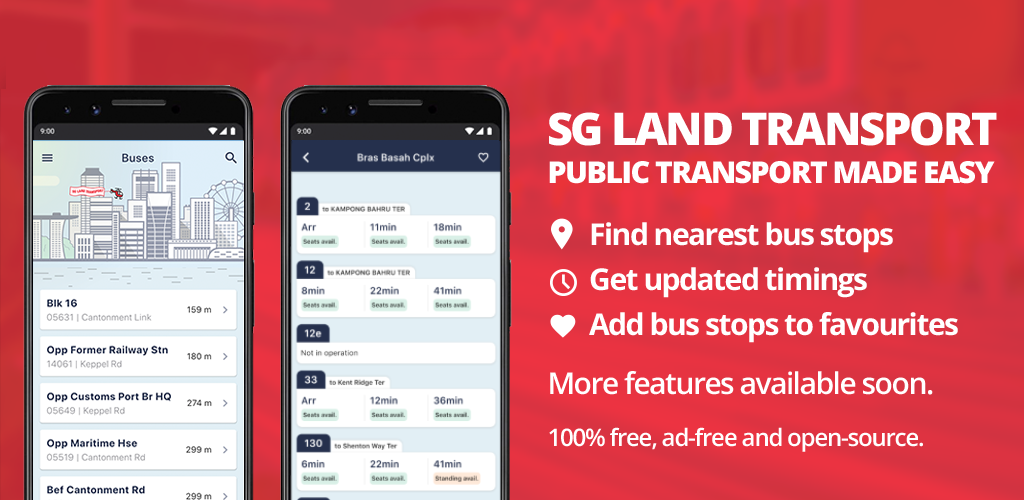 9:00
Buses
SG LAND TRANSPORT
Blk 16
05631 | Cantonment Link
159 m
Opp Former Railway Stn
14061 | Keppel Rd
180 m
Opp Customs Port Br HQ
05649 | Keppel Rd
274 m
Opp Maritime Hse
05519 | Cantonment Rd
299 m
Bef Cantonment Rd
299 m
9:00
Bras Basah Cplx
2 to KAMPONG BAHRU TER
Arr 11min 18min
Seats avail. Seats avail. Seats avail.
12 to KAMPONG BAHRU TER
8min 22min 41min
Seats avail. Seats avail. Seats avail.
12e
Not in operation
33 to Kent Ridge Ter
Arr 12min 36min
Seats avail. Seats avail. Seats avail.
130 to Shenton Way Ter
6min 22min 41min
Seats avail. Seats avail. Standing avail.
SG LAND TRANSPORT
PUBLIC TRANSPORT MADE EASY
Find nearest bus stops
Get updated timings
Add bus stops to favourites
More features available soon.
100% free, ad-free and open-source.